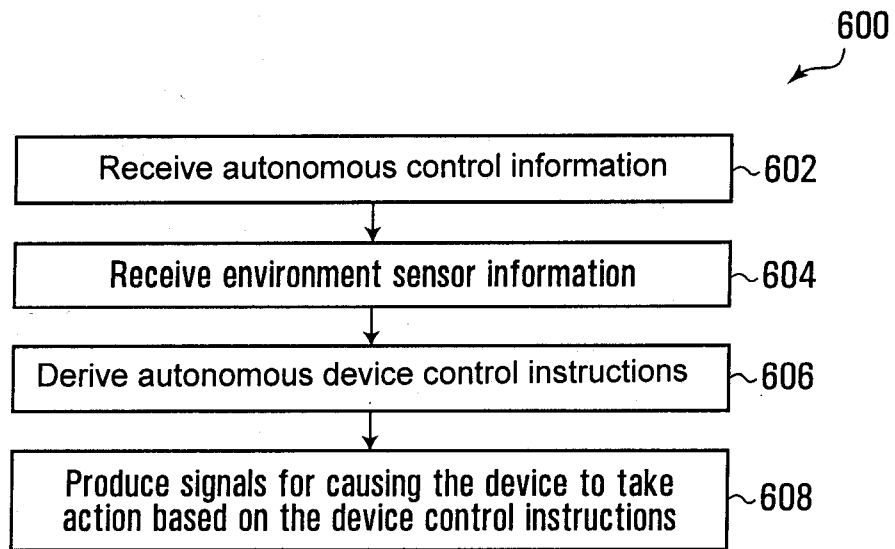 600
Receive autonomous control information
602
Receive environment sensor information
604
Derive autonomous device control instructions
606
Produce signals for causing the device to take
action based on the device control instructions
608